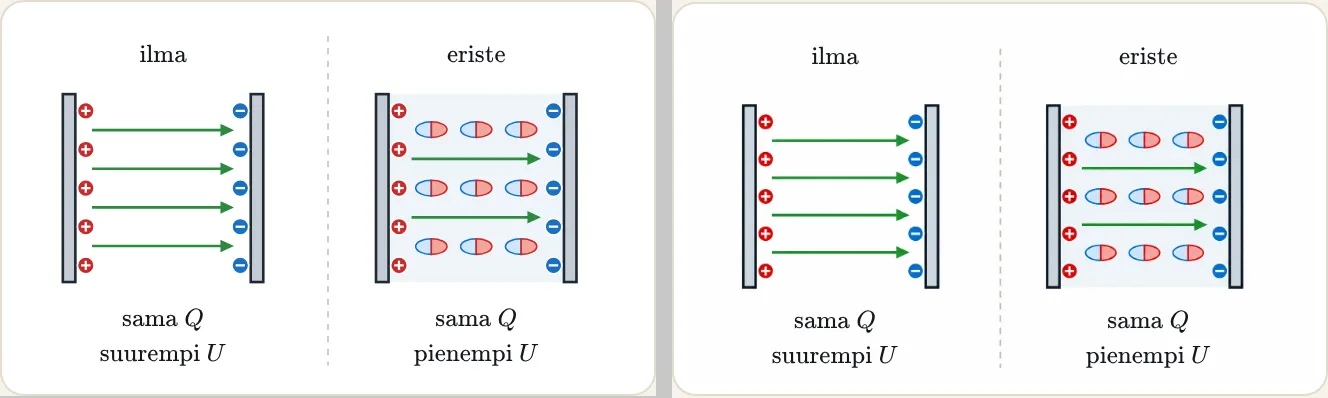 ilma
eriste
sama Q
suurempi U
sama Q
pienempi U
ilma
eriste
sama Q
suurempi U
sama Q
pienempi U